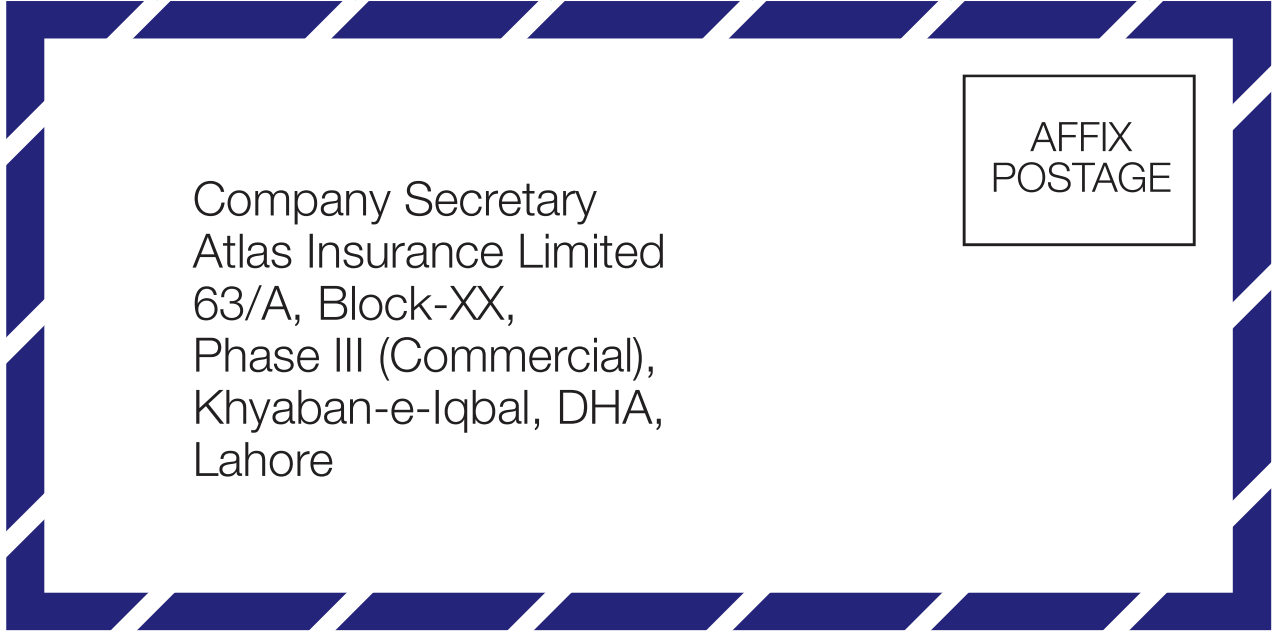 AFFIX
POSTAGE
Company Secretary
Atlas Insurance Limited
63/A, Block-XX,
Phase III (Commercial),
Khyaban-e-Iqbal, DHA,
Lahore